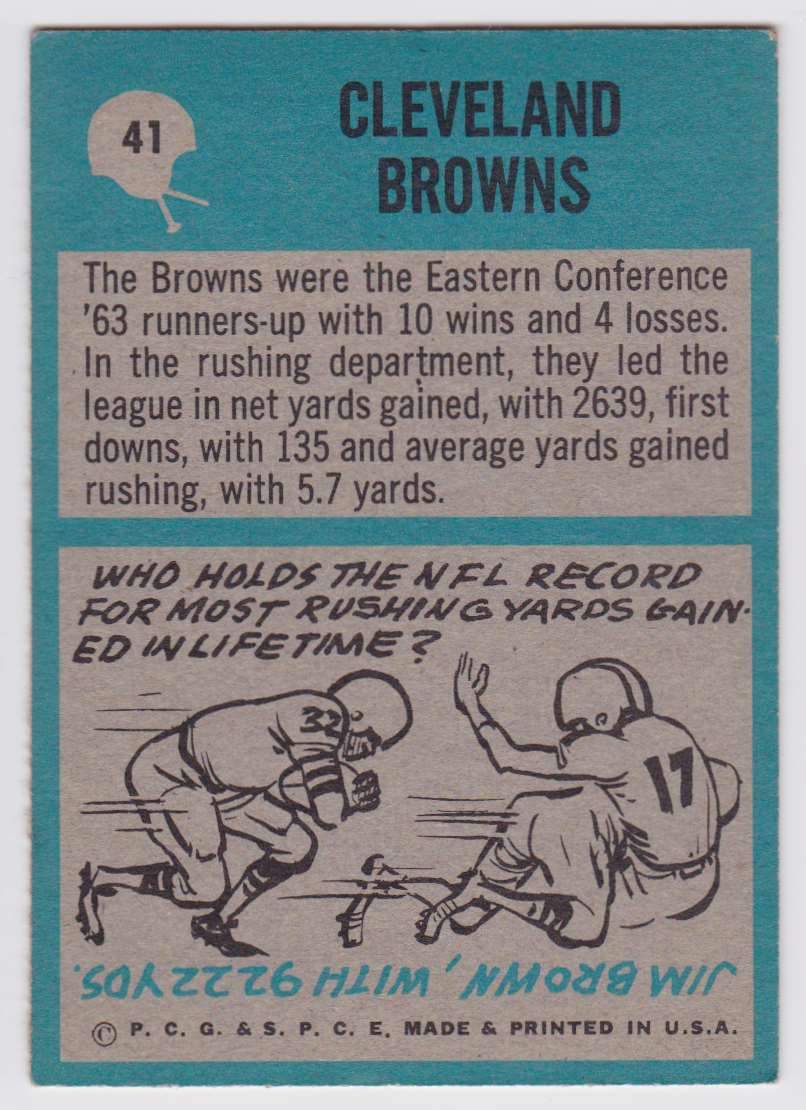 41
CLEVELAND
BROWNS
The Browns were the Eastern Conference
'63 runners-up with 10 wins and 4 losses.
In the rushing department, they led the
league in net yards gained, with 2639, first
downs, with 135 and average yards gained
rushing, with 5.7 yards.
WHO HOLDS THE NFL RECORD
FOR MOST RUSHING YARDS GAIN-
ED IN LIFETIME?
32
17
JIM BROWN, WITH 9222 YDS.
© P. C. G. & S. P. C. E. MADE & PRINTED IN U.S.A.